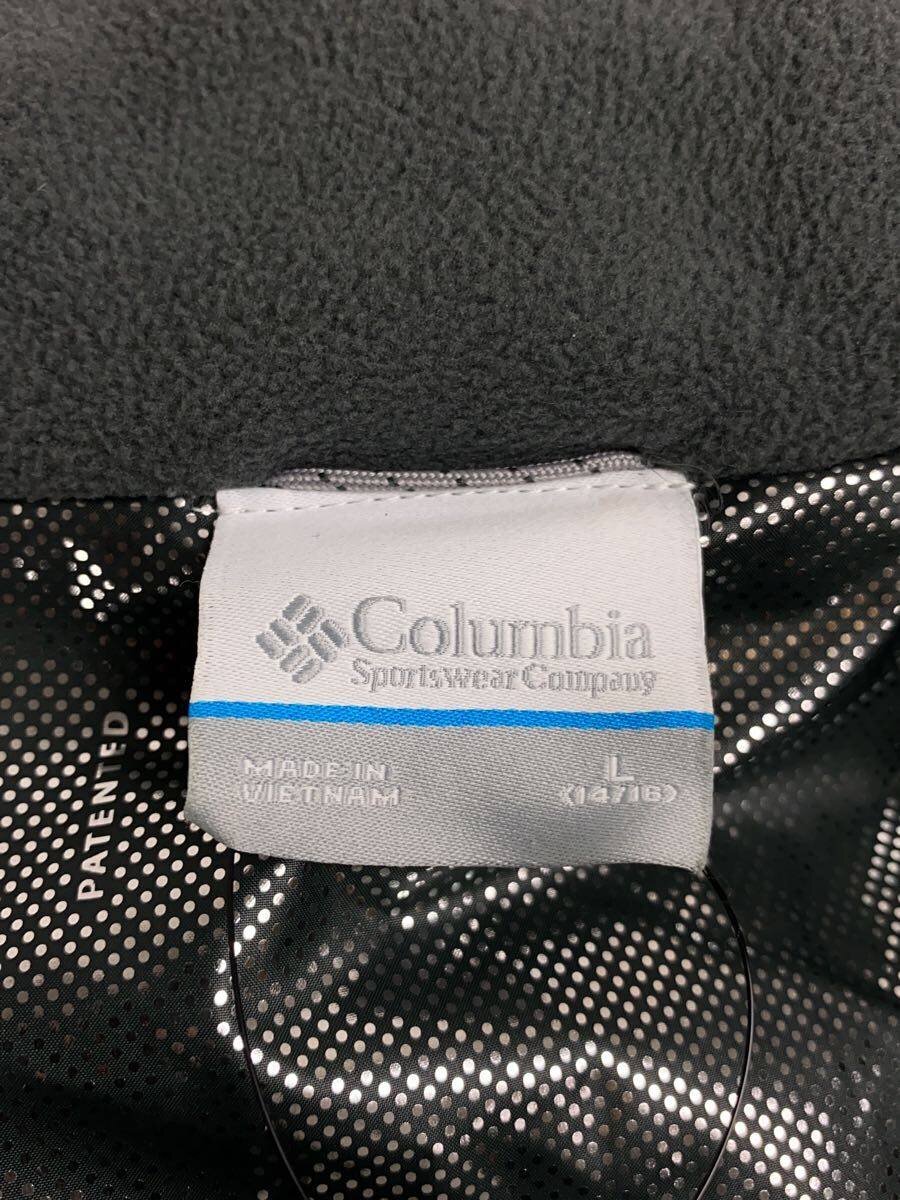 Columbia
Sportswear Company
MADE IN
VIETNAM
L
(14/16)
PATENTED